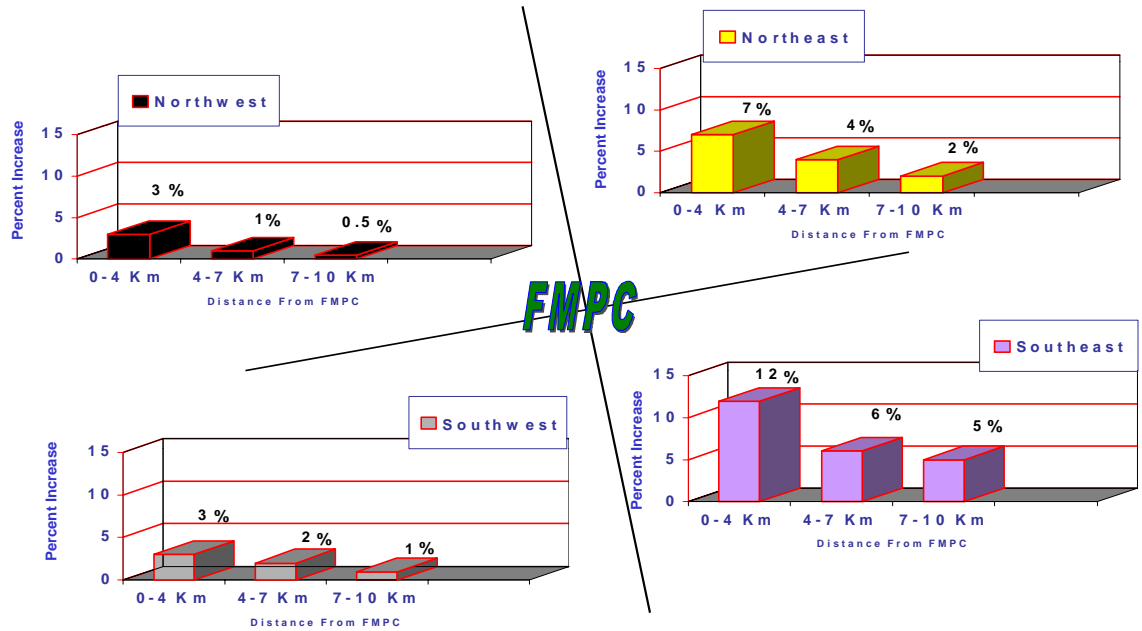 Northwest
Percent Increase
15
10
5
0
3 %
1%
0.5 %
0-4 Km 4-7 Km 7-10 Km
Distance From FMPC
Northeast
Percent Increase
15
10
5
0
7%
4%
2%
0-4 Km 4-7 Km 7-10 Km
Distance From FMPC
FMPC
Southwest
Percent Increase
15
10
5
0
3%
2%
1%
0-4 Km 4-7 Km 7-10 Km
Distance From FMPC
Southeast
Percent Increase
15
10
5
0
12%
6%
5%
0-4 Km 4-7 Km 7-10 Km
Distance From FMPC